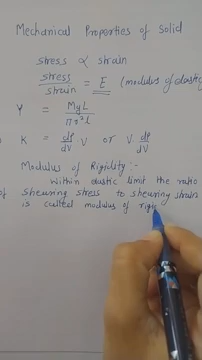 Mechanical Properties of Solid
stress ∝ strain
stress/strain = E (modulus of elastic
Y = MgL/πr²l
K = dP/dV V or V dP/dV
Modulus of Rigidity :-
Within elastic limit the ratio
of shearing stress to shearing strain
is called modulus of rigi